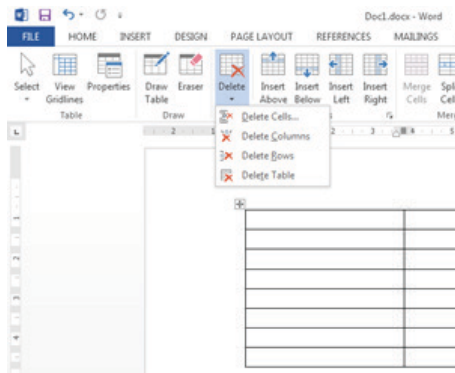 Doc1.docx - Word
FILE HOME INSERT DESIGN PAGE LAYOUT REFERENCES MAILINGS
Select View Gridlines Properties Draw Table Eraser Delete Insert Above Insert Below Insert Left Insert Right Merge Cells
Table Draw
Delete Cells...
Delete Columns
Delete Rows
Delete Table